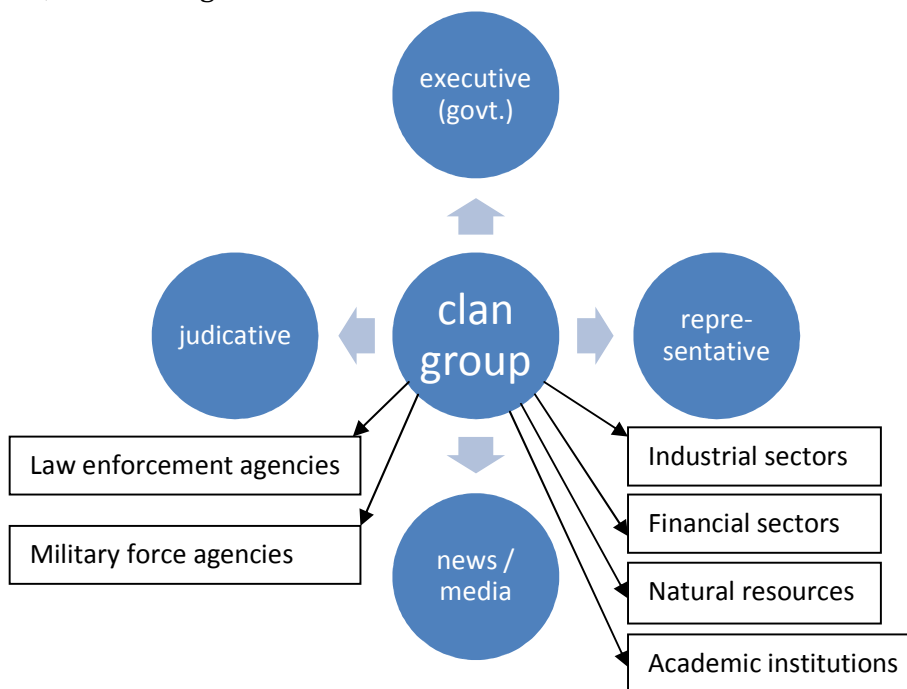 executive
(govt.)
judicative
clan
group
repre-
sentative
Law enforcement agencies
Military force agencies
news /
media
Industrial sectors
Financial sectors
Natural resources
Academic institutions